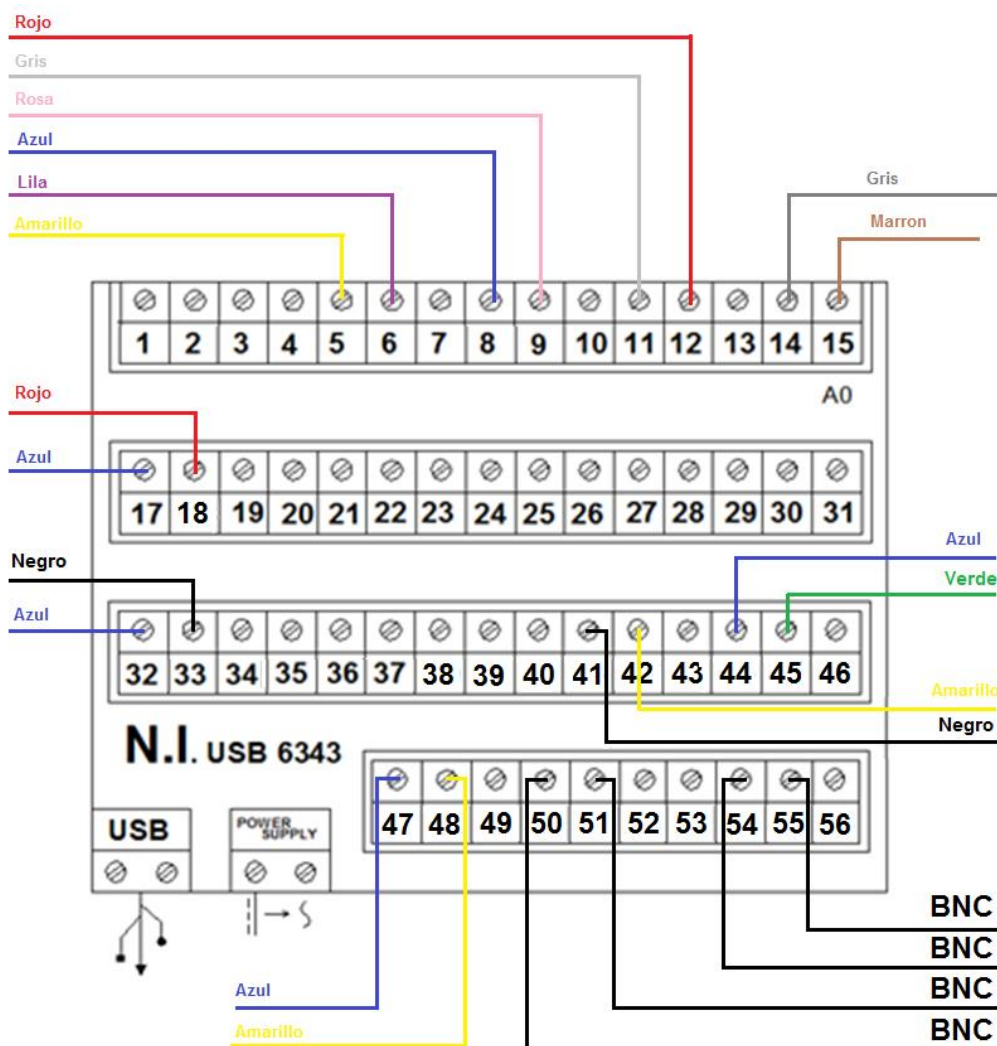 Rojo
Gris
Rosa
Azul
Lila
Gris
Amarillo
Marron
1 2 3 4 5 6 7 8 9 10 11 12 13 14 15
A0
Rojo
Azul
17 18 19 20 21 22 23 24 25 26 27 28 29 30 31
Azul
Negro
Verde
Azul
32 33 34 35 36 37 38 39 40 41 42 43 44 45 46
Amarillo
Negro
N.I. USB 6343
47 48 49 50 51 52 53 54 55 56
USB
POWER
SUPPLY
BNC
BNC
BNC
Azul
BNC
Amarillo